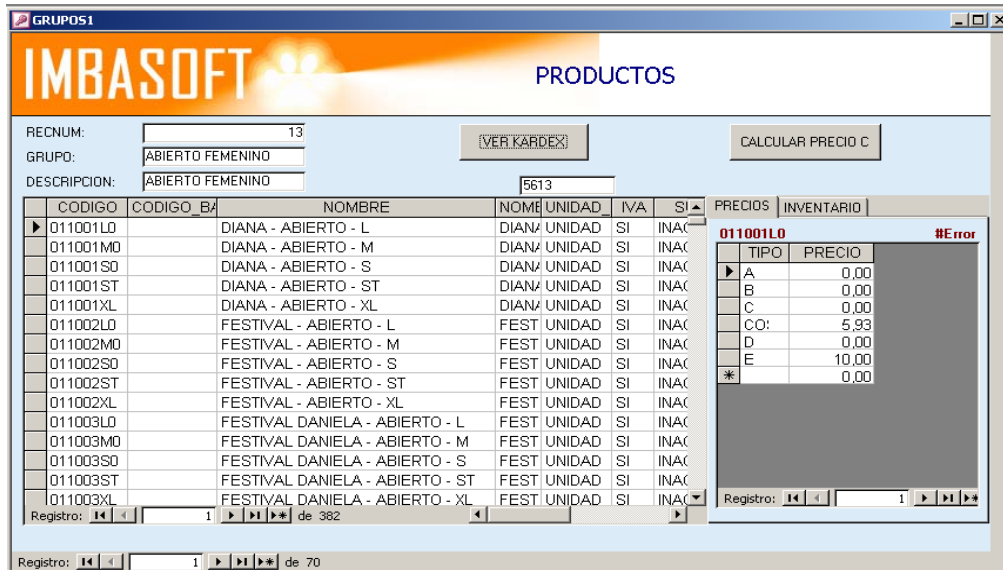 GRUPOS1
IMBASOFT
PRODUCTOS
RECNUM: 13
GRUPO: ABIERTO FEMENINO
DESCRIPCION: ABIERTO FEMENINO
VER KARDEX
CALCULAR PRECIO C
5613
CODIGO CODIGO_BA NOMBRE NOME UNIDAD_ IVA SI
011001L0 DIANA - ABIERTO - L DIANA UNIDAD SI INAC
011001M0 DIANA - ABIERTO - M DIANA UNIDAD SI INAC
011001S0 DIANA - ABIERTO - S DIANA UNIDAD SI INAC
011001ST DIANA - ABIERTO - ST DIANA UNIDAD SI INAC
011001XL DIANA - ABIERTO - XL DIANA UNIDAD SI INAC
011002L0 FESTIVAL - ABIERTO - L FEST UNIDAD SI INAC
011002M0 FESTIVAL - ABIERTO - M FEST UNIDAD SI INAC
011002S0 FESTIVAL - ABIERTO - S FEST UNIDAD SI INAC
011002ST FESTIVAL - ABIERTO - ST FEST UNIDAD SI INAC
011002XL FESTIVAL - ABIERTO - XL FEST UNIDAD SI INAC
011003L0 FESTIVAL DANIELA - ABIERTO - L FEST UNIDAD SI INAC
011003M0 FESTIVAL DANIELA - ABIERTO - M FEST UNIDAD SI INAC
011003S0 FESTIVAL DANIELA - ABIERTO - S FEST UNIDAD SI INAC
011003ST FESTIVAL DANIELA - ABIERTO - ST FEST UNIDAD SI INAC
011003XL FESTIVAL DANIELA - ABIERTO - XL FEST UNIDAD SI INAC
Registro: 1 de 382
PRECIOS INVENTARIO
011001L0 #Error
TIPO PRECIO
A 0,00
B 0,00
C 0,00
CO: 5,93
D 0,00
E 10,00
0,00
Registro: 1
Registro: 1 de 70